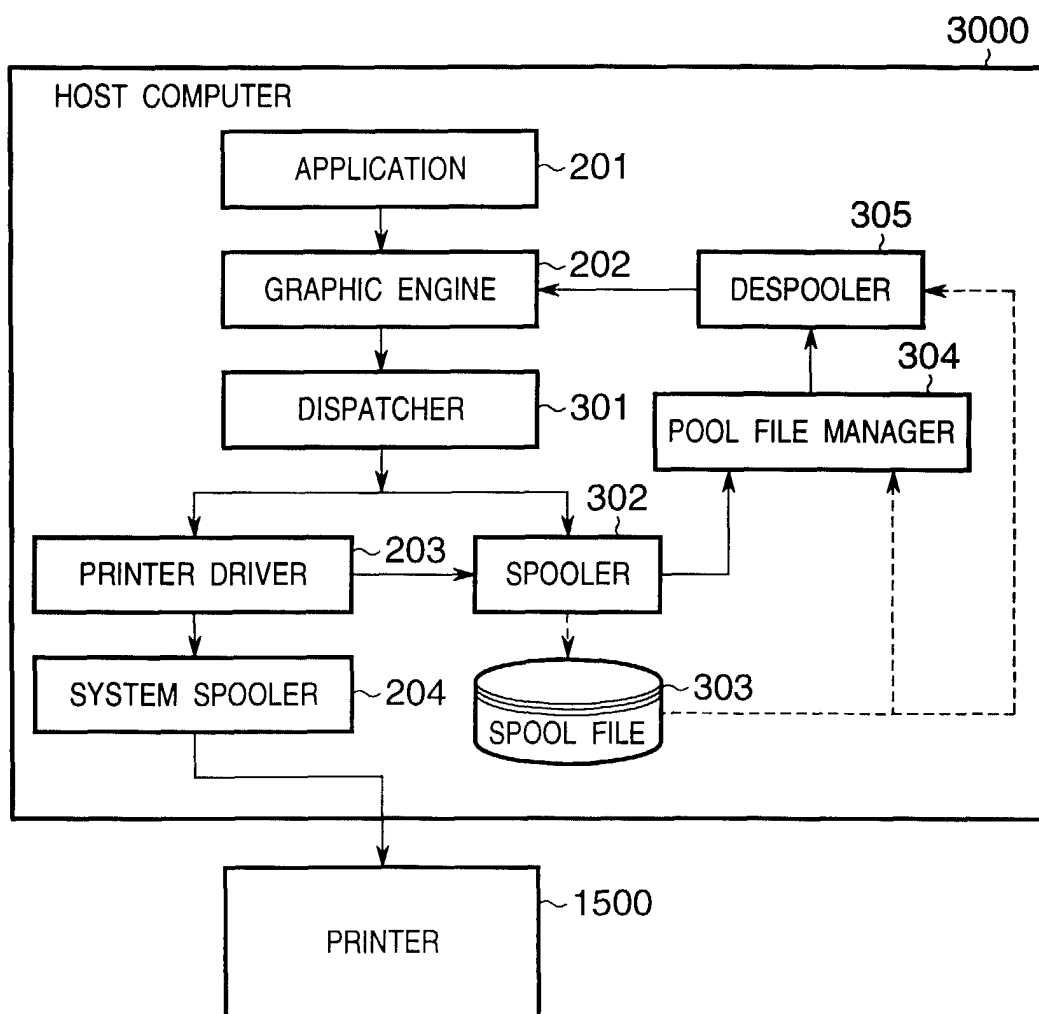 3000
HOST COMPUTER
APPLICATION
201
305
GRAPHIC ENGINE
202
DESPOOLER
304
DISPATCHER
301
POOL FILE MANAGER
302
PRINTER DRIVER
203
SPOOLER
SYSTEM SPOOLER
204
303
SPOOL FILE
1500
PRINTER